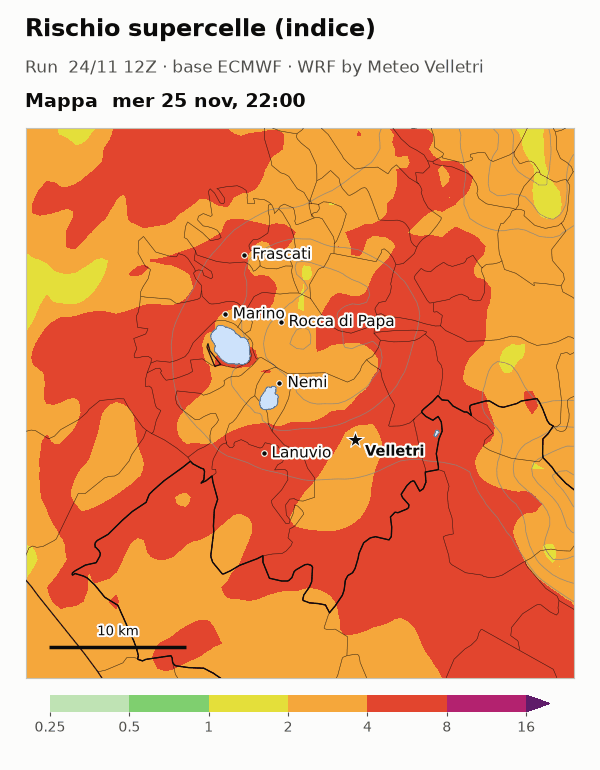 Rischio supercelle (indice)
Run  24/11 12Z · base ECMWF · WRF by Meteo Velletri
Mappa  mer 25 nov, 22:00
Frascati
Marino
Rocca di Papa
Nemi
Velletri
Lanuvio
10 km
0.25 0.5 1 2 4 8 16